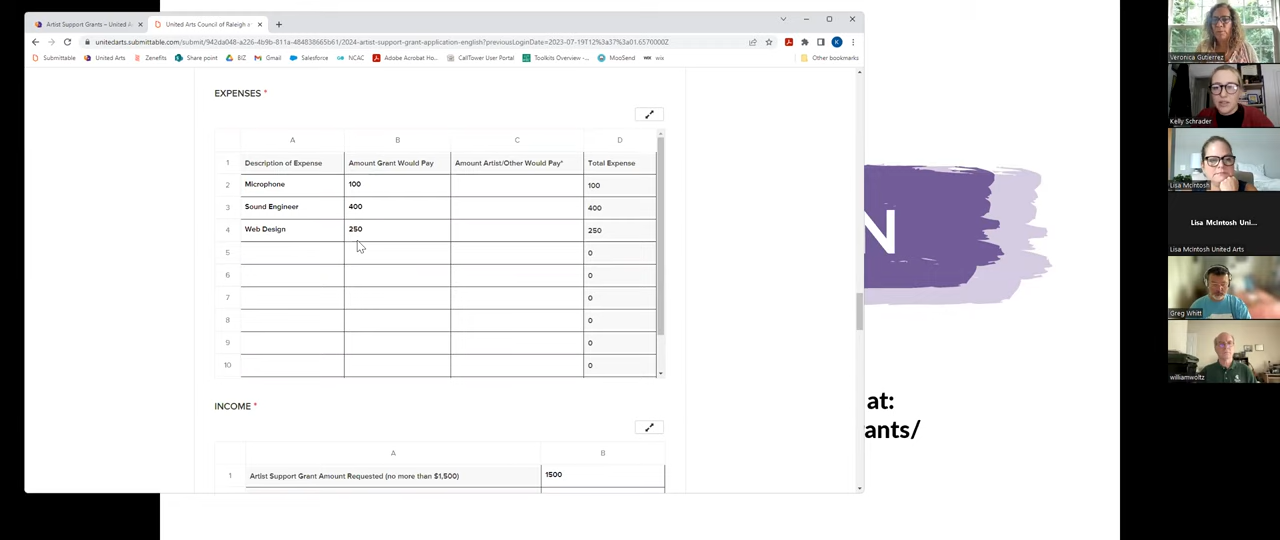 Artist Support Grants – United A
United Arts Council of Raleigh a
unitedarts.submittable.com/submit/942da048-a226-4b9b-811a-484838665b61/2024-artist-support-grant-application-english?previousLoginDate=2023-07-19T12%3a37%3a01.6570000Z
K
Submittable United Arts Zenefits Share point BIZ Gmail Salesforce NCAC Adobe Acrobat Ho... CallTower User Portal Toolkits Overview -... MooSend wix Other bookmarks
EXPENSES *
A B C D
1 Description of Expense Amount Grant Would Pay Amount Artist/Other Would Pay* Total Expense
2 Microphone 100 100
3 Sound Engineer 400 400
4 Web Design 250 250
5 0
6 0
7 0
8 0
9 0
10 0
INCOME *
A B
1 Artist Support Grant Amount Requested (no more than $1,500) 1500
N
at:
rants/
Veronica Gutierrez
Kelly Schrader
Lisa McIntosh
Lisa McIntosh Uni...
Lisa McIntosh United Arts
Greg Whitt
williamwoltz